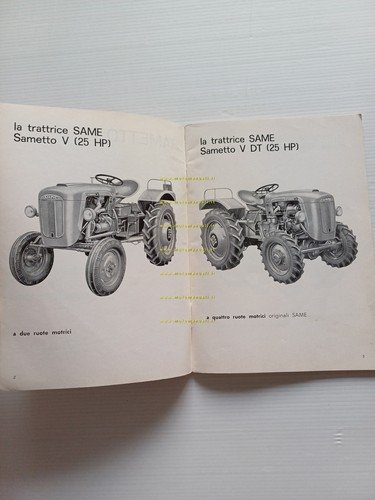 la trattrice SAME
Sametto V (25 HP)
a due ruote motrici
2
la trattrice SAME
Sametto V DT (25 HP)
a quattro ruote motrici originali SAME
3